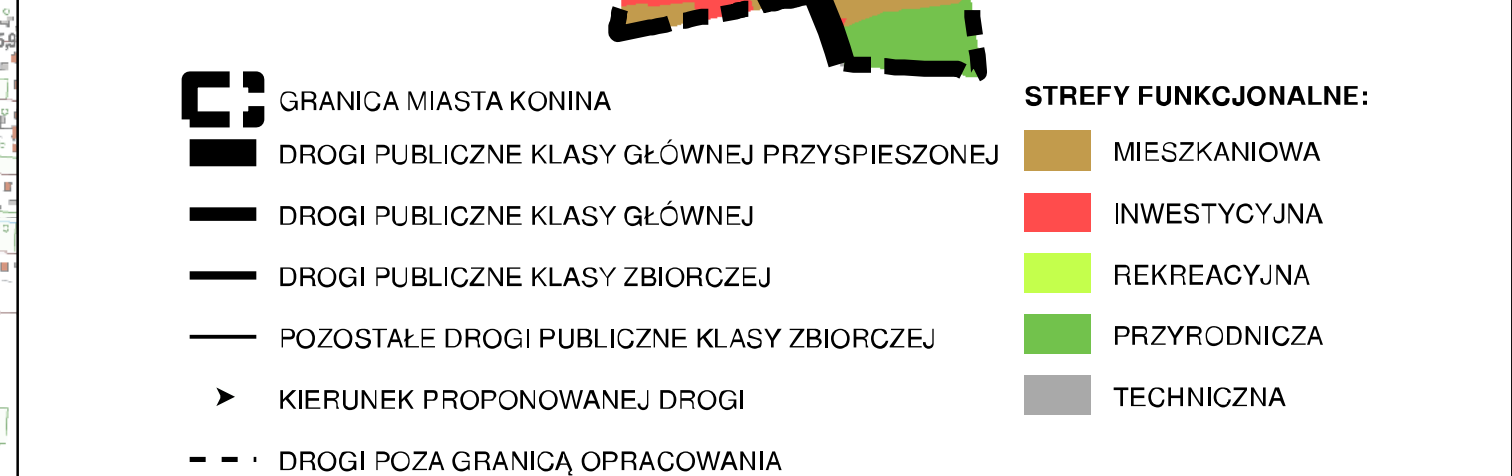 GRANICA MIASTA KONINA
DROGI PUBLICZNE KLASY GŁÓWNEJ PRZYSPIESZONEJ
DROGI PUBLICZNE KLASY GŁÓWNEJ
DROGI PUBLICZNE KLASY ZBIORCZEJ
POZOSTAŁE DROGI PUBLICZNE KLASY ZBIORCZEJ
KIERUNEK PROPONOWANEJ DROGI
DROGI POZA GRANICĄ OPRACOWANIA
STREFY FUNKCJONALNE:
MIESZKANIOWA
INWESTYCYJNA
REKREACYJNA
PRZYRODNICZA
TECHNICZNA